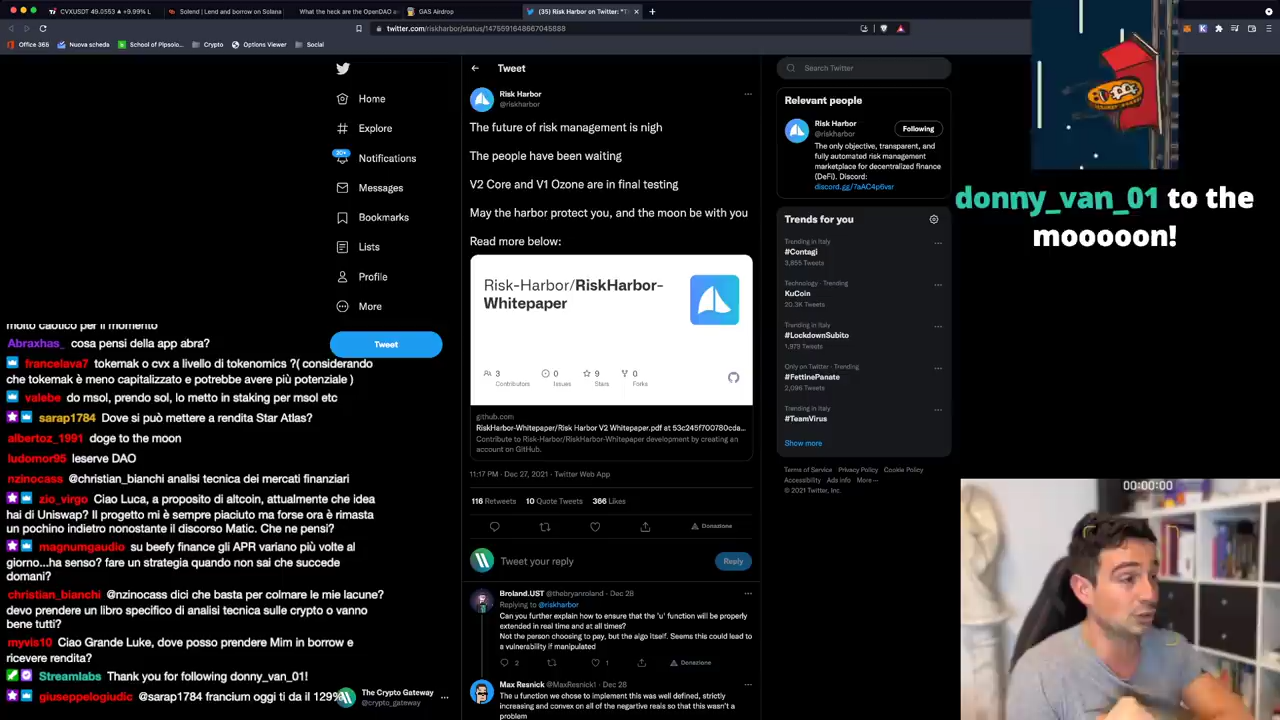 CVXUSDT 49.0553 ▲ +9.99% L
Solend | Lend and borrow on Solana
What the heck are the OpenDAO a
GAS Airdrop
(35) Risk Harbor on Twitter: "T
twitter.com/riskharbor/status/1475591648667045888
Office 365
Nuova scheda
School of Pipsolo...
Crypto
Options Viewer
Social
Home
Explore
20+
Notifications
Messages
Bookmarks
Lists
Profile
More
Tweet
Tweet
Risk Harbor
@riskharbor
The future of risk management is nigh
The people have been waiting
V2 Core and V1 Ozone are in final testing
May the harbor protect you, and the moon be with you
Read more below:
Risk-Harbor/RiskHarbor-
Whitepaper
3
Contributors
0
Issues
9
Stars
0
Forks
github.com
RiskHarbor-Whitepaper/Risk Harbor V2 Whitepaper.pdf at 53c245f700780cda...
Contribute to Risk-Harbor/RiskHarbor-Whitepaper development by creating an
account on GitHub.
11:17 PM · Dec 27, 2021 · Twitter Web App
116 Retweets 10 Quote Tweets 366 Likes
Donazione
Tweet your reply
Reply
Broland.UST @thebryanroland · Dec 28
Replying to @riskharbor
Can you further explain how to ensure that the 'u' function will be properly
extended in real time and at all times?
Not the person choosing to pay, but the algo itself. Seems this could lead to
a vulnerability if manipulated
2
1
Donazione
Max Resnick @MaxResnick1 · Dec 28
The u function we chose to implement this was well defined, strictly
increasing and convex on all of the negartive reals so that this wasn't a
problem
Search Twitter
Relevant people
Risk Harbor
@riskharbor
Following
The only objective, transparent, and
fully automated risk management
marketplace for decentralized finance
(DeFi). Discord:
discord.gg/7aAC4p6vsr
Trends for you
Trending in Italy
#Contagi
3,855 Tweets
Technology · Trending
KuCoin
20.3K Tweets
Trending in Italy
#LockdownSubito
1,973 Tweets
Only on Twitter · Trending
#FettinePanate
2,096 Tweets
Trending in Italy
#TeamVirus
Show more
Terms of Service Privacy Policy Cookie Policy
Accessibility Ads info More ···
© 2021 Twitter, Inc.
donny_van_01 to the
mooooon!
00:00:00
molto caotico per il momento
Abraxhas_ cosa pensi della app abra?
francelava7 tokemak o cvx a livello di tokenomics ?( considerando
che tokemak è meno capitalizzato e potrebbe avere più potenziale )
valebe do msol, prendo sol, lo metto in staking per msol etc
sarap1784 Dove si può mettere a rendita Star Atlas?
albertoz_1991 doge to the moon
ludomor95 leserve DAO
nzinocass @christian_bianchi analisi tecnica dei mercati finanziari
zio_virgo Ciao Luca, a proposito di altcoin, attualmente che idea
hai di Uniswap? Il progetto mi è sempre piaciuto ma forse ora è rimasta
un pochino indietro nonostante il discorso Matic. Che ne pensi?
magnumgaudio su beefy finance gli APR variano più volte al
giorno...ha senso? fare un strategia quando non sai che succede
domani?
christian_bianchi @nzinocass dici che basta per colmare le mie lacune?
devo prendere un libro specifico di analisi tecnica sulle crypto o vanno
bene tutti?
myvis10 Ciao Grande Luke, dove posso prendere Mim in borrow e
ricevere rendita?
Streamlabs Thank you for following donny_van_01!
giuseppelogiudic @sarap1784 francium oggi ti da il 129%
The Crypto Gateway
@crypto_gateway